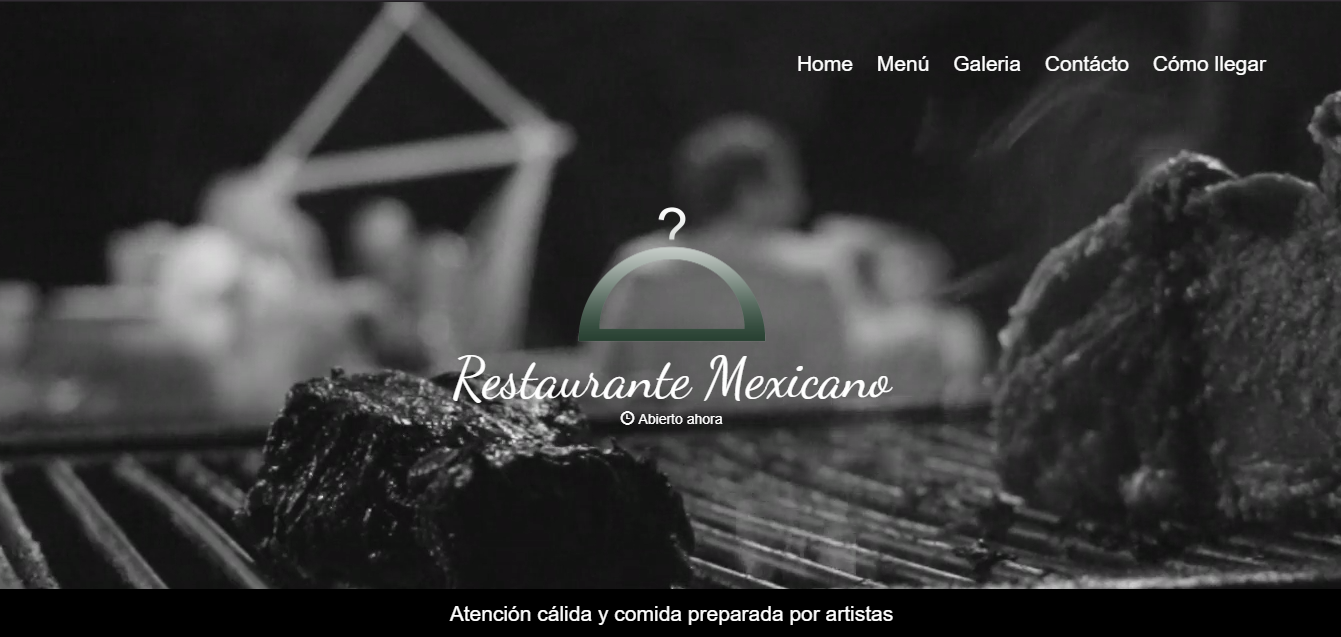 Home Menú Galeria Contácto Cómo llegar
?
Restaurante Mexicano
Abierto ahora
Atención cálida y comida preparada por artistas